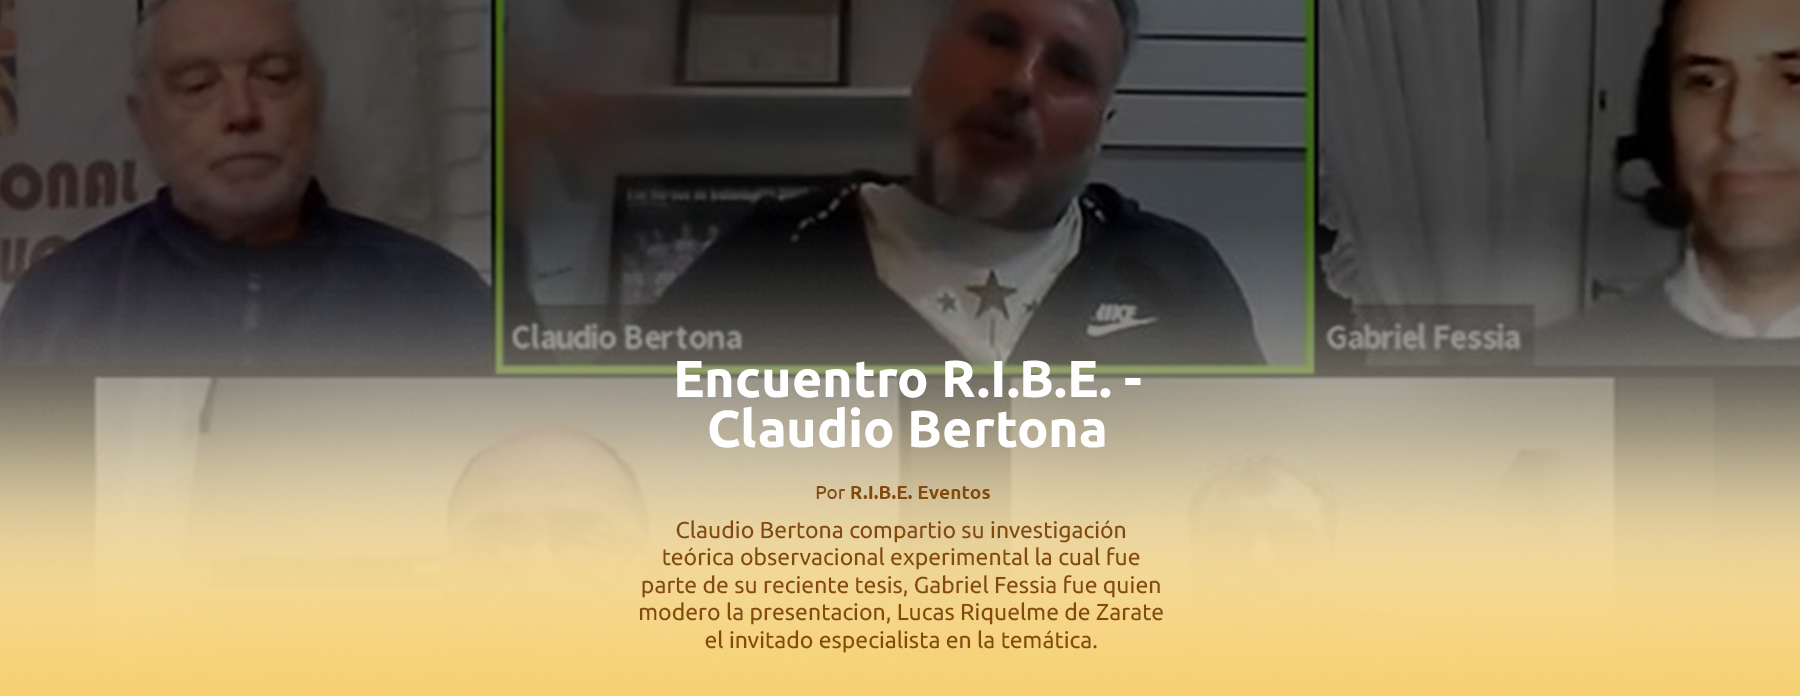 ONAL
Claudio Bertona
NIKE
Gabriel Fessia
Encuentro R.I.B.E. -
Claudio Bertona
Por R.I.B.E. Eventos
Claudio Bertona compartio su investigación
teórica observacional experimental la cual fue
parte de su reciente tesis, Gabriel Fessia fue quien
modero la presentacion, Lucas Riquelme de Zarate
el invitado especialista en la temática.